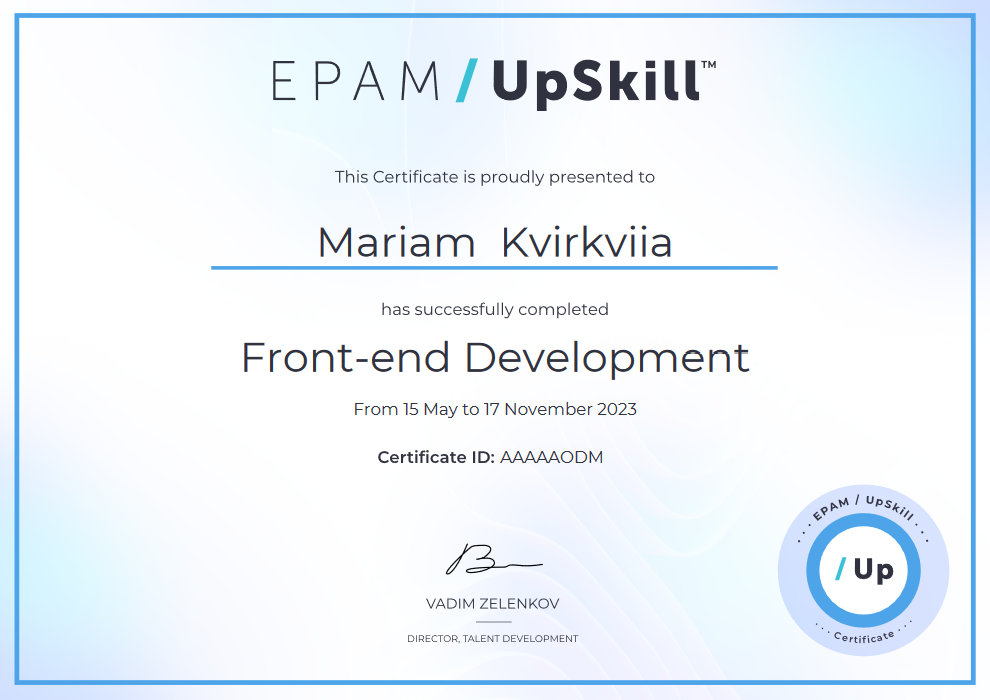 EPAM / UpSkill™
This Certificate is proudly presented to
Mariam Kvirkviia
has successfully completed
Front-end Development
From 15 May to 17 November 2023
Certificate ID: AAAAAODM
VADIM ZELENKOV
DIRECTOR, TALENT DEVELOPMENT
··· EPAM / UpSkill ···
/ Up
··· Certificate ···